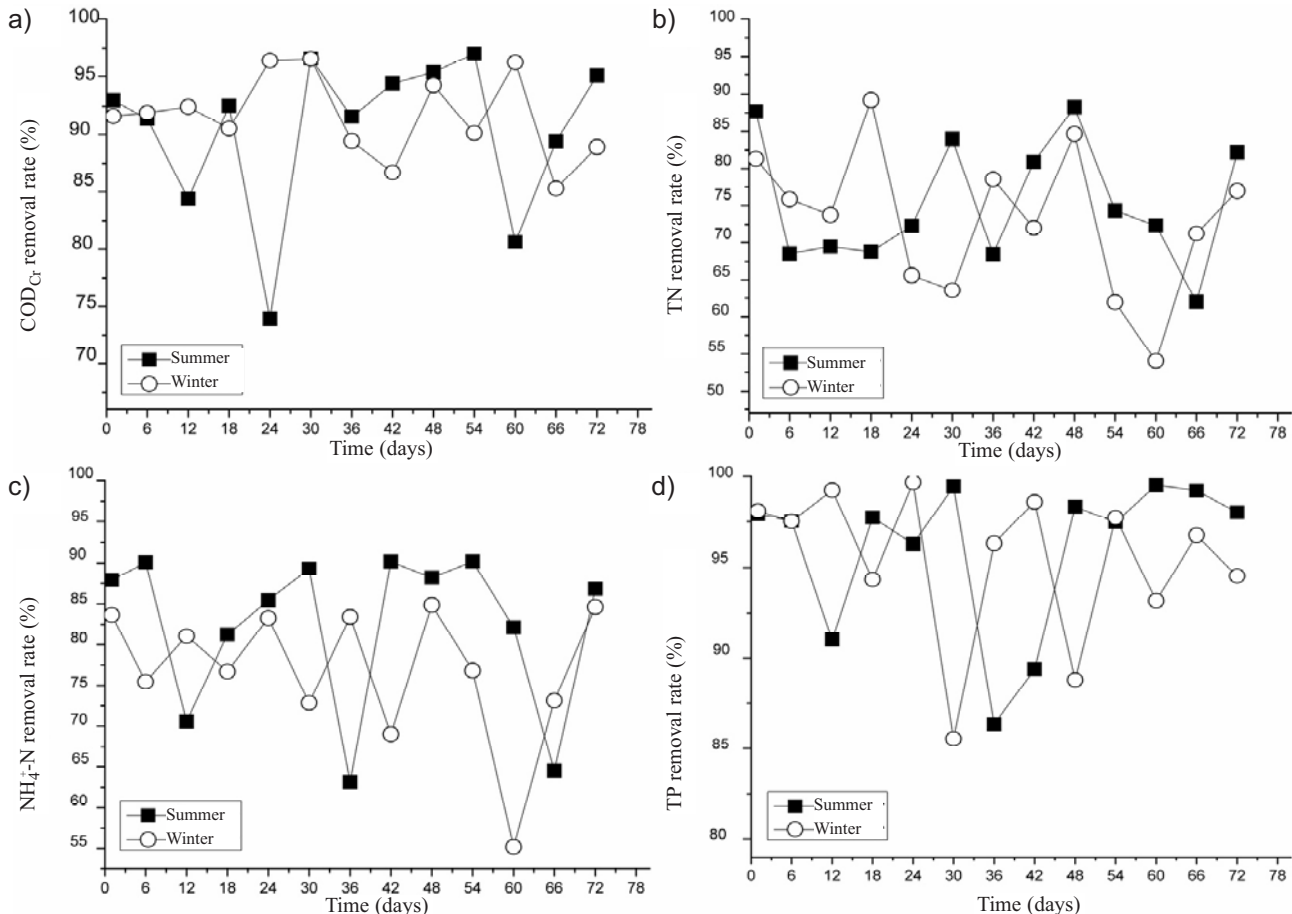 a)
COD_Cr removal rate (%)
100
95
90
85
80
75
70
Summer
Winter
0 6 12 18 24 30 36 42 48 54 60 66 72 78
Time (days)
b)
TN removal rate (%)
100
95
90
85
80
75
70
65
60
55
50
Summer
Winter
0 6 12 18 24 30 36 42 48 54 60 66 72 78
Time (days)
c)
NH₄⁺-N removal rate (%)
100
95
90
85
80
75
70
65
60
55
Summer
Winter
0 6 12 18 24 30 36 42 48 54 60 66 72 78
Time (days)
d)
TP removal rate (%)
100
95
90
85
80
Summer
Winter
0 6 12 18 24 30 36 42 48 54 60 66 72 78
Time (days)